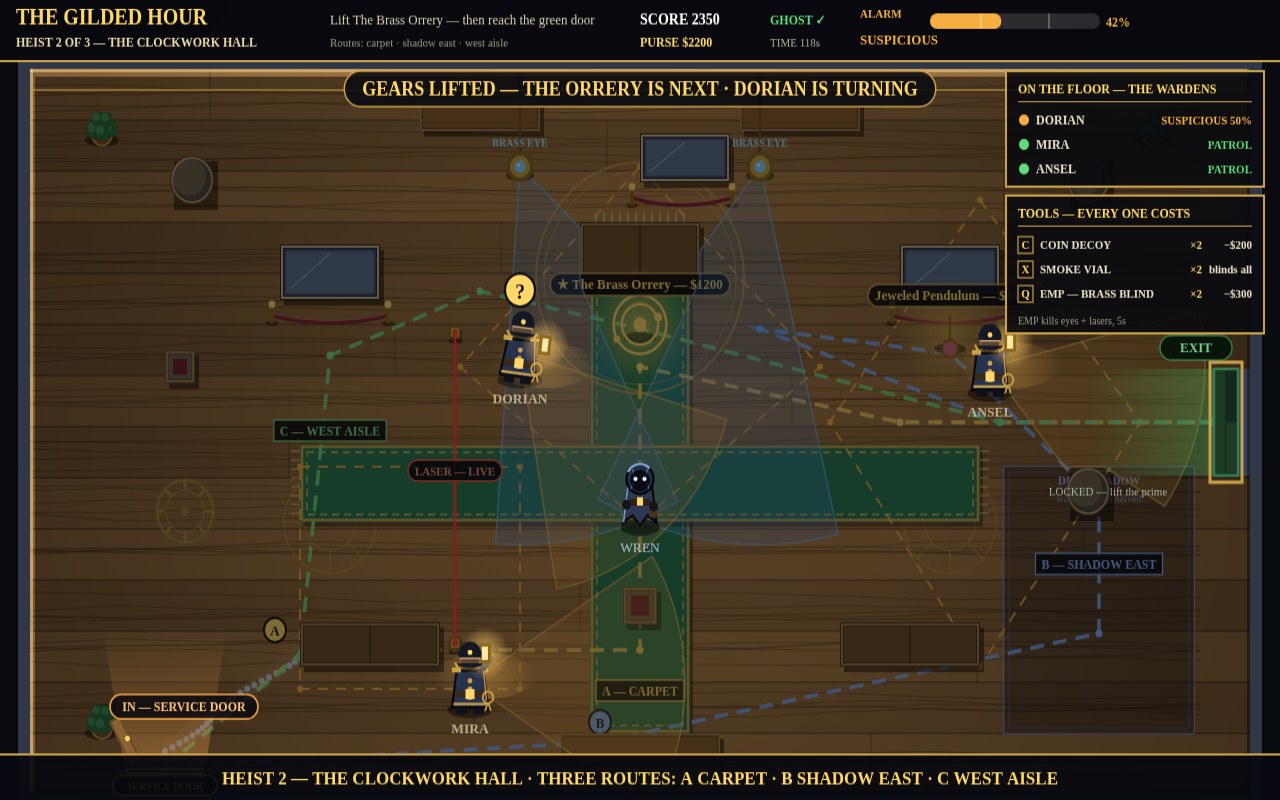 THE GILDED HOUR
HEIST 2 OF 3 — THE CLOCKWORK HALL
Lift The Brass Orrery — then reach the green door
Routes: carpet · shadow east · west aisle
SCORE 2350
PURSE $2200
GHOST ✓
TIME 118s
ALARM
SUSPICIOUS
42%
GEARS LIFTED — THE ORRERY IS NEXT · DORIAN IS TURNING
ON THE FLOOR — THE WARDENS
DORIAN SUSPICIOUS 50%
MIRA PATROL
ANSEL PATROL
TOOLS — EVERY ONE COSTS
C COIN DECOY ×2 −$200
X SMOKE VIAL ×2 blinds all
Q EMP — BRASS BLIND ×2 −$300
EMP kills eyes + lasers, 5s
BRASS EYE
BRASS EYE
?
★ The Brass Orrery — $1200
Jeweled Pendulum — $
EXIT
DORIAN
ANSEL
C — WEST AISLE
LASER — LIVE
LOCKED — lift the prime
WREN
B — SHADOW EAST
A
A — CARPET
IN — SERVICE DOOR
B
MIRA
SERVICE DOOR
HEIST 2 — THE CLOCKWORK HALL · THREE ROUTES: A CARPET · B SHADOW EAST · C WEST AISLE